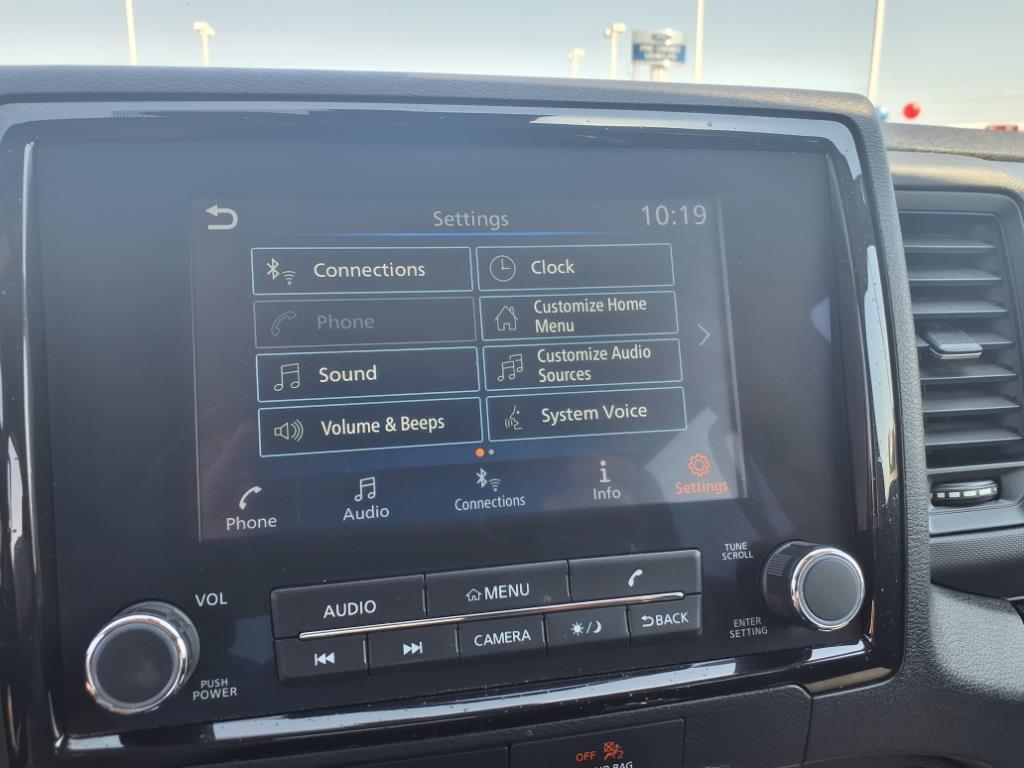 Settings
10:19
Connections
Clock
Phone
Customize Home
Menu
Sound
Customize Audio
Sources
Volume & Beeps
System Voice
Phone
Audio
Connections
Info
Settings
VOL
PUSH
POWER
AUDIO
MENU
CAMERA
BACK
TUNE
SCROLL
ENTER
SETTING
OFF
BAG